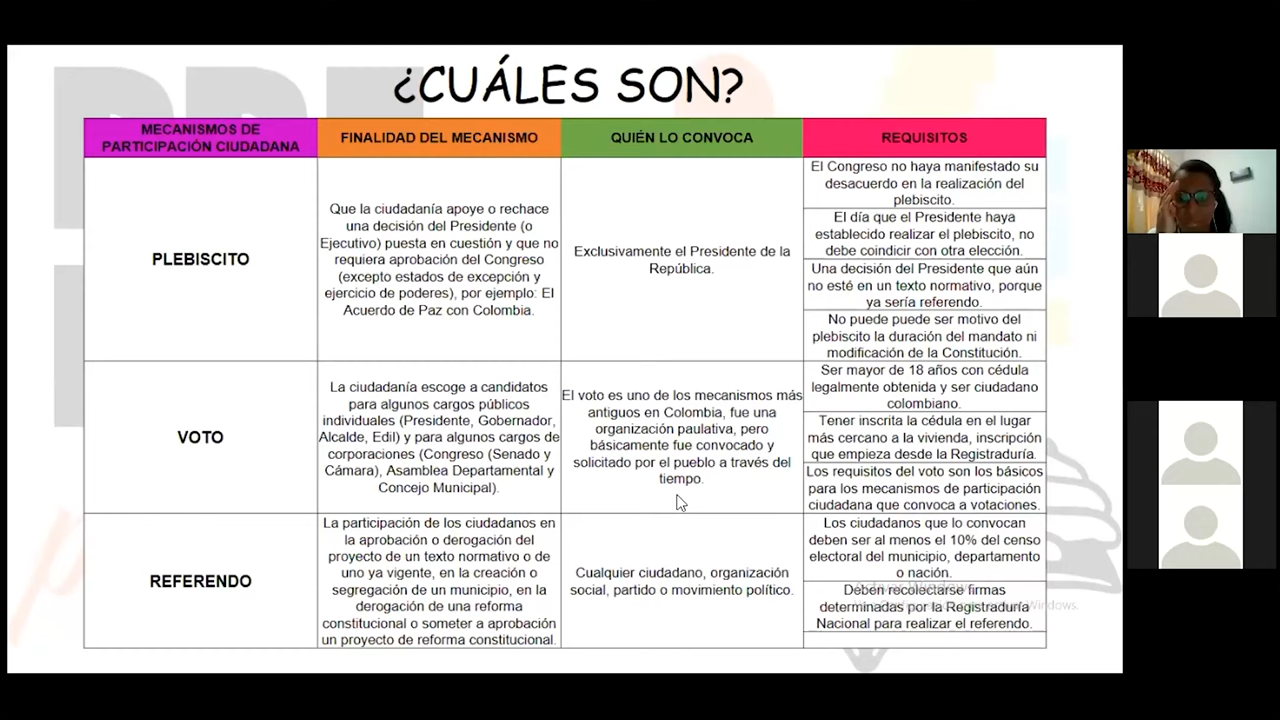 ¿CUÁLES SON?
MECANISMOS DE
PARTICIPACIÓN CIUDADANA
FINALIDAD DEL MECANISMO
QUIÉN LO CONVOCA
REQUISITOS
PLEBISCITO
Que la ciudadanía apoye o rechace
una decisión del Presidente (o
Ejecutivo) puesta en cuestión y que no
requiera aprobación del Congreso
(excepto estados de excepción y
ejercicio de poderes), por ejemplo: El
Acuerdo de Paz con Colombia.
Exclusivamente el Presidente de la
República.
El Congreso no haya manifestado su
desacuerdo en la realización del
plebiscito.
El día que el Presidente haya
establecido realizar el plebiscito, no
debe coindicir con otra elección.
Una decisión del Presidente que aún
no esté en un texto normativo, porque
ya sería referendo.
No puede puede ser motivo del
plebiscito la duración del mandato ni
modificación de la Constitución.
VOTO
La ciudadanía escoge a candidatos
para algunos cargos públicos
individuales (Presidente, Gobernador,
Alcalde, Edil) y para algunos cargos de
corporaciones (Congreso (Senado y
Cámara), Asamblea Departamental y
Concejo Municipal).
El voto es uno de los mecanismos más
antiguos en Colombia, fue una
organización paulativa, pero
básicamente fue convocado y
solicitado por el pueblo a través del
tiempo.
Ser mayor de 18 años con cédula
legalmente obtenida y ser ciudadano
colombiano.
Tener inscrita la cédula en el lugar
más cercano a la vivienda, inscripción
que empieza desde la Registraduría.
Los requisitos del voto son los básicos
para los mecanismos de participación
ciudadana que convoca a votaciones.
REFERENDO
La participación de los ciudadanos en
la aprobación o derogación del
proyecto de un texto normativo o de
uno ya vigente, en la creación o
segregación de un municipio, en la
derogación de una reforma
constitucional o someter a aprobación
un proyecto de reforma constitucional.
Cualquier ciudadano, organización
social, partido o movimiento político.
Los ciudadanos que lo convocan
deben ser al menos el 10% del censo
electoral del municipio, departamento
o nación.
Deben recolectarse firmas
determinadas por la Registraduría
Nacional para realizar el referendo.
Activar Windows
Windows.